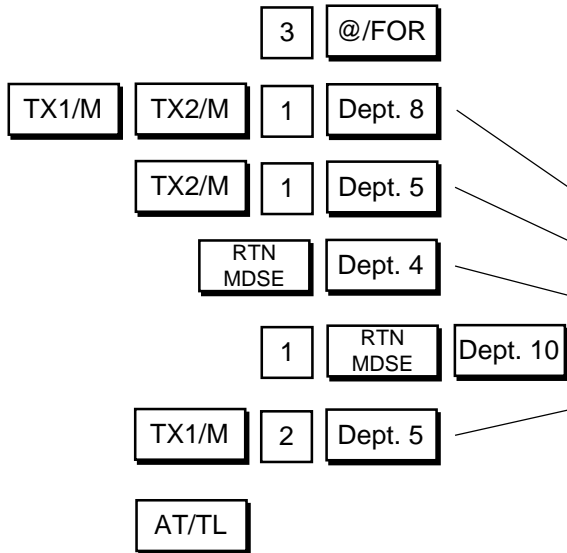 3 @/FOR
TX1/M TX2/M 1 Dept. 8
TX2/M 1 Dept. 5
RTN
MDSE Dept. 4
1 RTN
MDSE Dept. 10
TX1/M 2 Dept. 5
AT/TL